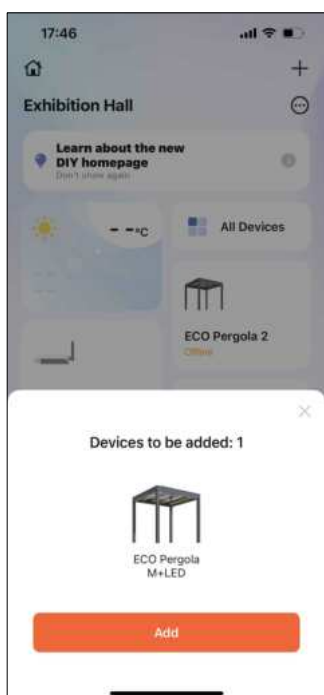 17:46
Exhibition Hall
Learn about the new
DIY homepage
Don't show again
- -°C
All Devices
ECO Pergola 2
Offline
Devices to be added: 1
ECO Pergola
M+LED
Add